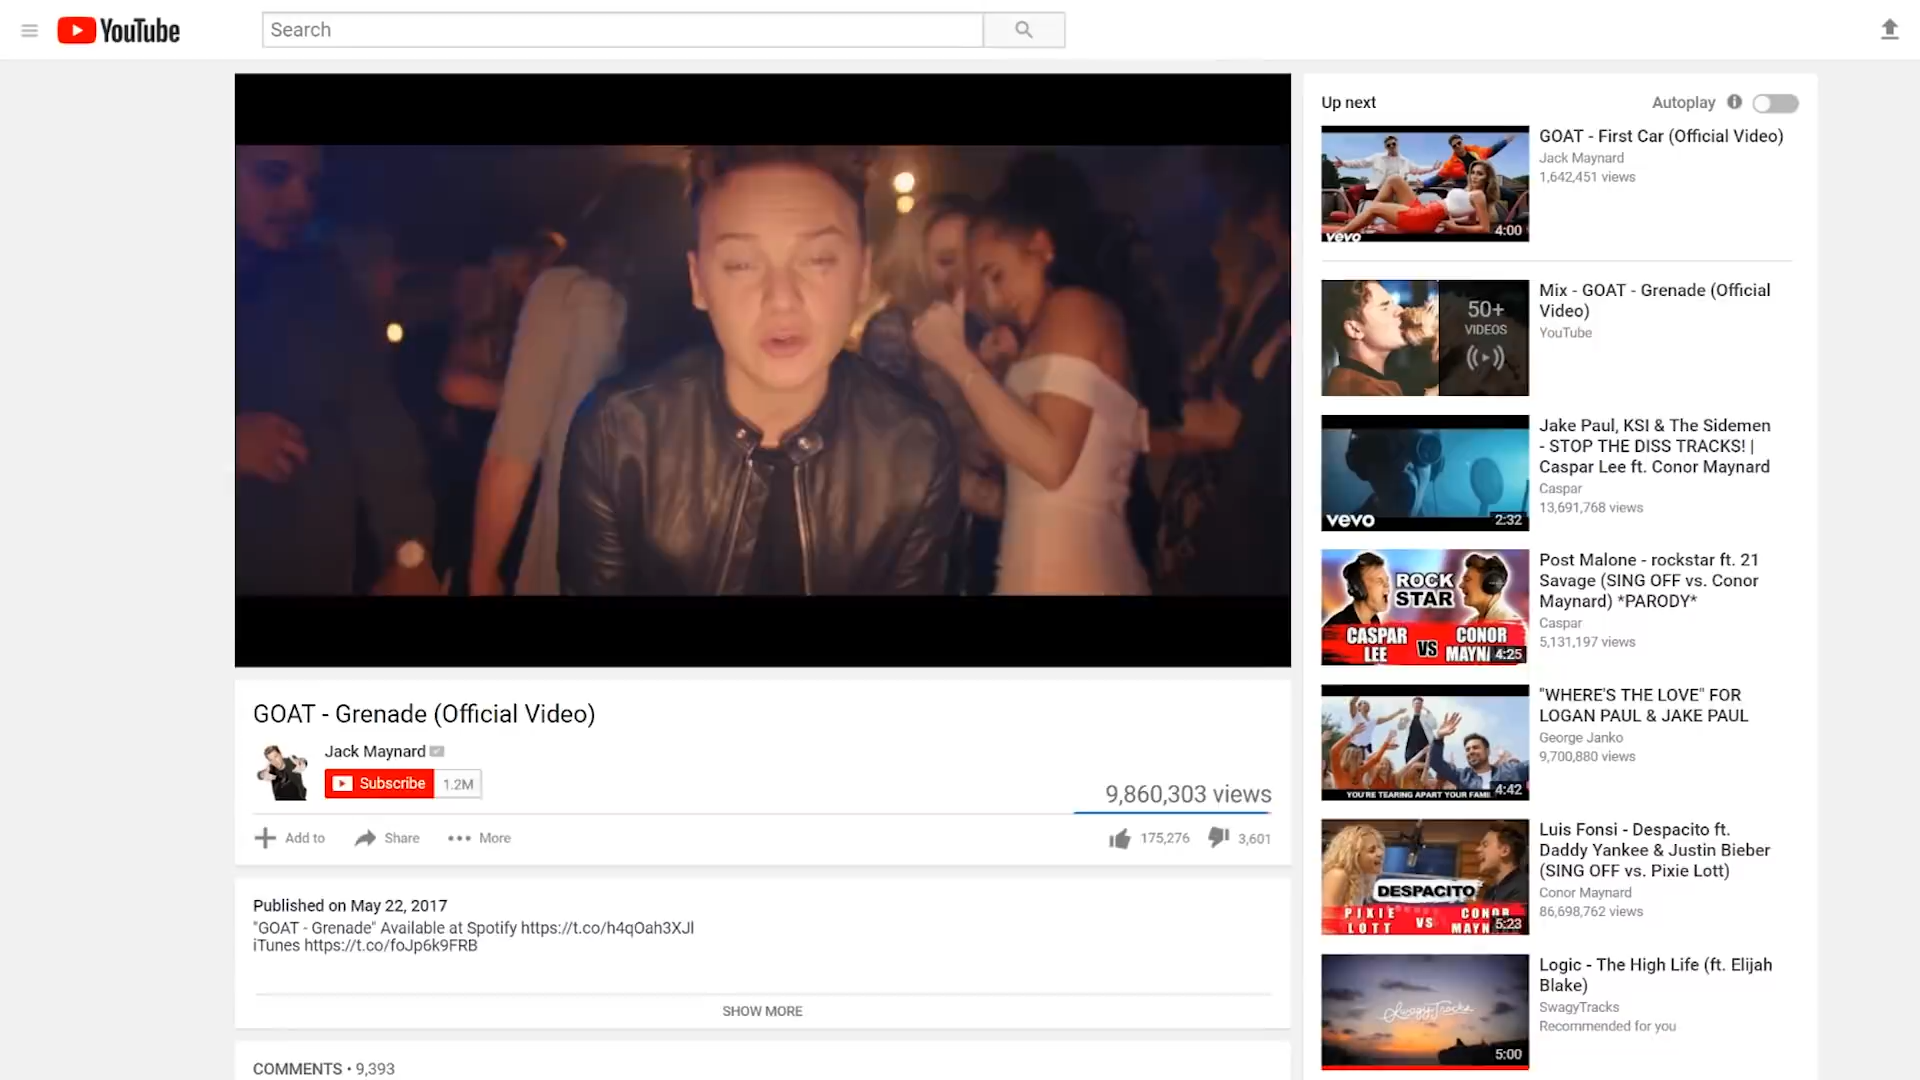 YouTube
Search
GOAT - Grenade (Official Video)
Jack Maynard
Subscribe
1.2M
9,860,303 views
Add to
Share
More
175,276
3,601
Published on May 22, 2017
"GOAT - Grenade" Available at Spotify https://t.co/h4qOah3XJl
iTunes https://t.co/foJp6k9FRB
SHOW MORE
COMMENTS • 9,393
Up next
Autoplay
vevo
4:00
GOAT - First Car (Official Video)
Jack Maynard
1,642,451 views
50+
VIDEOS
Mix - GOAT - Grenade (Official
Video)
YouTube
vevo
2:32
Jake Paul, KSI & The Sidemen
- STOP THE DISS TRACKS! |
Caspar Lee ft. Conor Maynard
Caspar
13,691,768 views
ROCK
STAR
CASPAR
LEE
VS
CONOR
MAYN
4:25
Post Malone - rockstar ft. 21
Savage (SING OFF vs. Conor
Maynard) *PARODY*
Caspar
5,131,197 views
YOU'RE TEARING APART YOUR FAMI
4:42
"WHERE'S THE LOVE" FOR
LOGAN PAUL & JAKE PAUL
George Janko
9,700,880 views
DESPACITO
PIXIE
LOTT
VS
CONOR
MAYN
5:23
Luis Fonsi - Despacito ft.
Daddy Yankee & Justin Bieber
(SING OFF vs. Pixie Lott)
Conor Maynard
86,698,762 views
SwagyTracks
5:00
Logic - The High Life (ft. Elijah
Blake)
SwagyTracks
Recommended for you